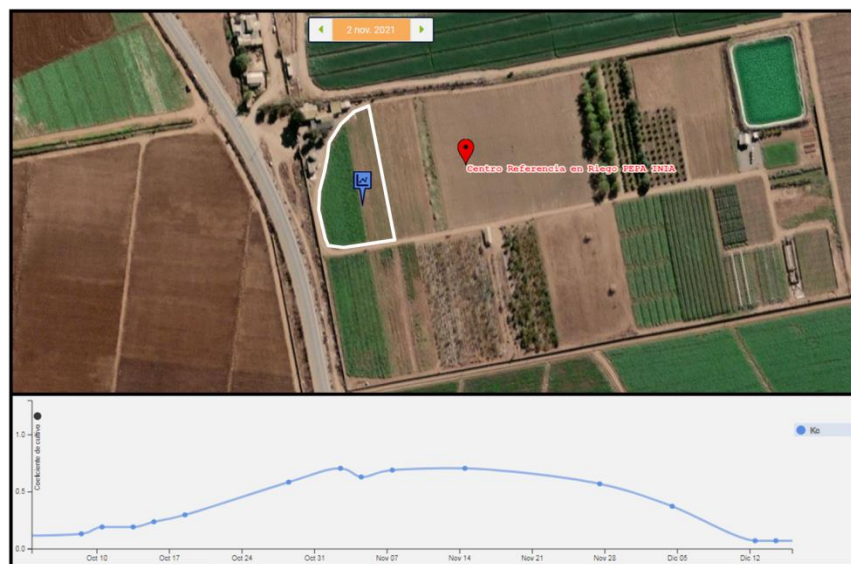 2 nov. 2021
Centro Referencia en Riego PEPA INIA
Coeficiente de cultivo
Kc
1.0
0.5
0.0
Oct 10
Oct 17
Oct 24
Oct 31
Nov 07
Nov 14
Nov 21
Nov 28
Dic 05
Dic 12